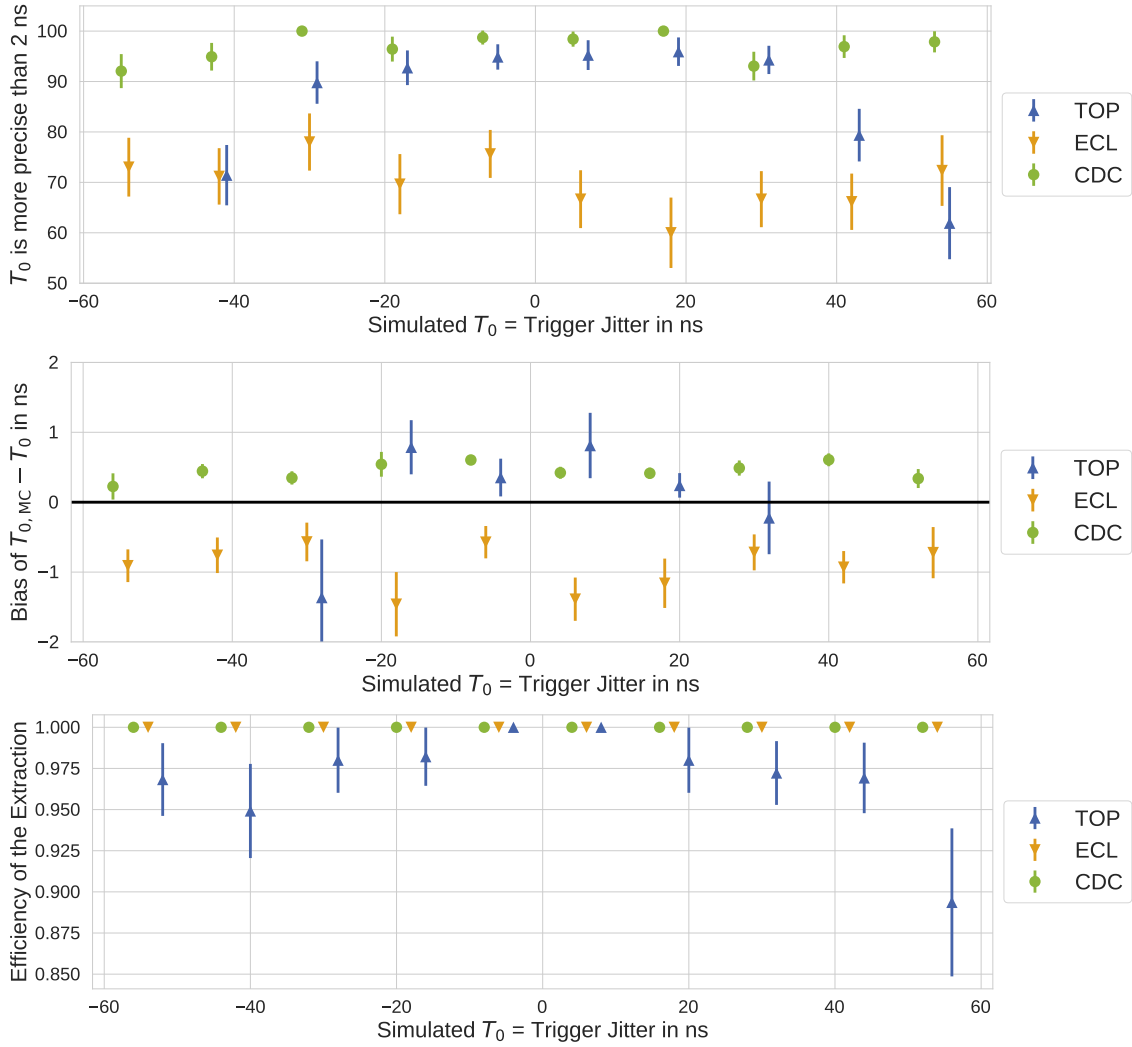 T₀ is more precise than 2 ns
100
90
80
70
60
50
−60 −40 −20 0 20 40 60
Simulated T₀ = Trigger Jitter in ns
TOP
ECL
CDC
Bias of T₀,MC − T₀ in ns
2
1
0
−1
−2
−60 −40 −20 0 20 40 60
Simulated T₀ = Trigger Jitter in ns
TOP
ECL
CDC
Efficiency of the Extraction
1.000
0.975
0.950
0.925
0.900
0.875
0.850
−60 −40 −20 0 20 40 60
Simulated T₀ = Trigger Jitter in ns
TOP
ECL
CDC